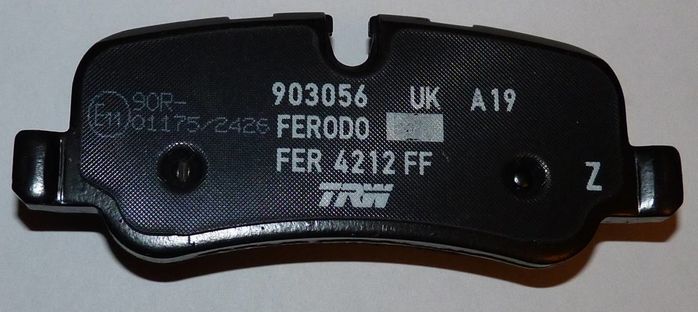 E11 90R-
01175/2426
903056 UK A19
FERODO
FER 4212 FF
TRW
Z